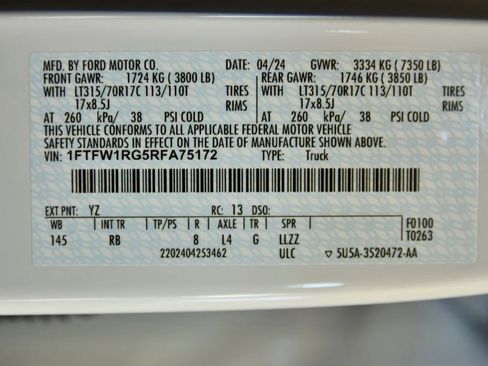 MFD. BY FORD MOTOR CO. DATE: 04/24 GVWR: 3334 KG ( 7350 LB)
FRONT GAWR: 1724 KG ( 3800 LB) REAR GAWR: 1746 KG ( 3850 LB)
WITH LT315/70R17C 113/110T TIRES WITH LT315/70R17C 113/110T TIRES
17x8.5J RIMS 17x8.5J RIMS
AT 260 kPa/ 38 PSI COLD AT 260 kPa/ 38 PSI COLD
THIS VEHICLE CONFORMS TO ALL APPLICABLE FEDERAL MOTOR VEHICLE
SAFETY STANDARDS IN EFFECT ON THE DATE OF MANUFACTURE SHOWN ABOVE.
VIN: 1FTFW1RG5RFA75172 TYPE: Truck
EXT PNT: YZ RC: 13 DSO:
WB INT TR TP/PS R AXLE TR SPR F0100
145 RB 8 L4 G LLZZ T0263
2202404253462 ULC ▽ 5U5A-3520472-AA